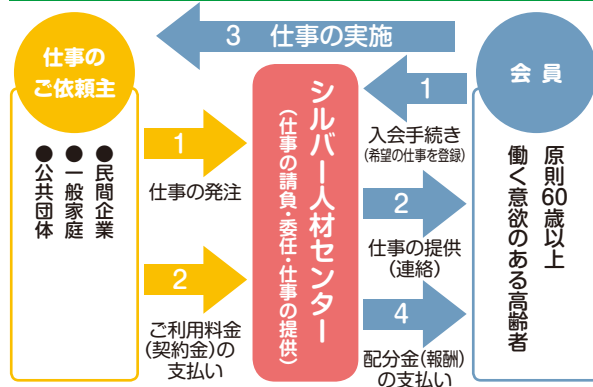 3 仕事の実施
仕事の
ご依頼主
●民間企業
●一般家庭
●公共団体
1
仕事の発注
2
ご利用料金
(契約金)の
支払い
シルバー人材センター
(仕事の請負・委任・仕事の提供)
会員
原則60歳以上
働く意欲のある高齢者
1
入会手続き
(希望の仕事を登録)
2
仕事の提供
(連絡)
4
配分金(報酬)
の支払い